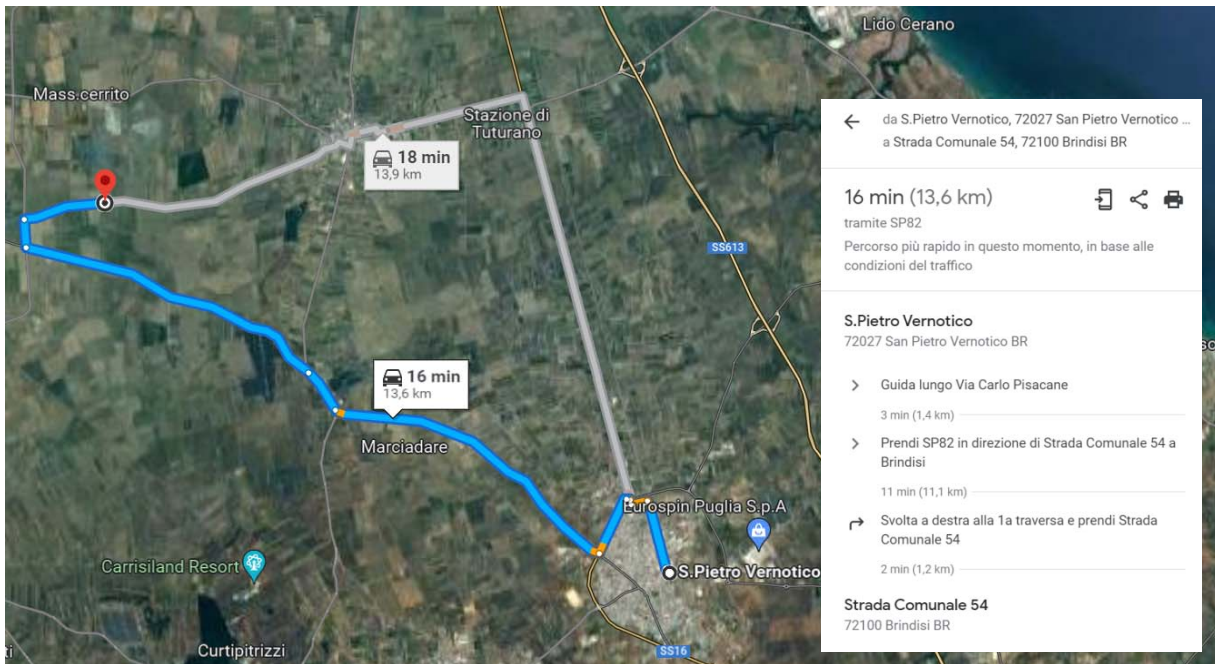 Lido Cerano
Mass.cerrito
Stazione di
Tuturano
18 min
13,9 km
SS613
16 min
13,6 km
Marciadare
Eurospin Puglia S.p.A
Carrisiland Resort
S.Pietro Vernotico
Curtipitrizzi
SS16
da S.Pietro Vernotico, 72027 San Pietro Vernotico ...
a Strada Comunale 54, 72100 Brindisi BR
16 min (13,6 km)
tramite SP82
Percorso più rapido in questo momento, in base alle
condizioni del traffico
S.Pietro Vernotico
72027 San Pietro Vernotico BR
Guida lungo Via Carlo Pisacane
3 min (1,4 km)
Prendi SP82 in direzione di Strada Comunale 54 a
Brindisi
11 min (11,1 km)
Svolta a destra alla 1a traversa e prendi Strada
Comunale 54
2 min (1,2 km)
Strada Comunale 54
72100 Brindisi BR